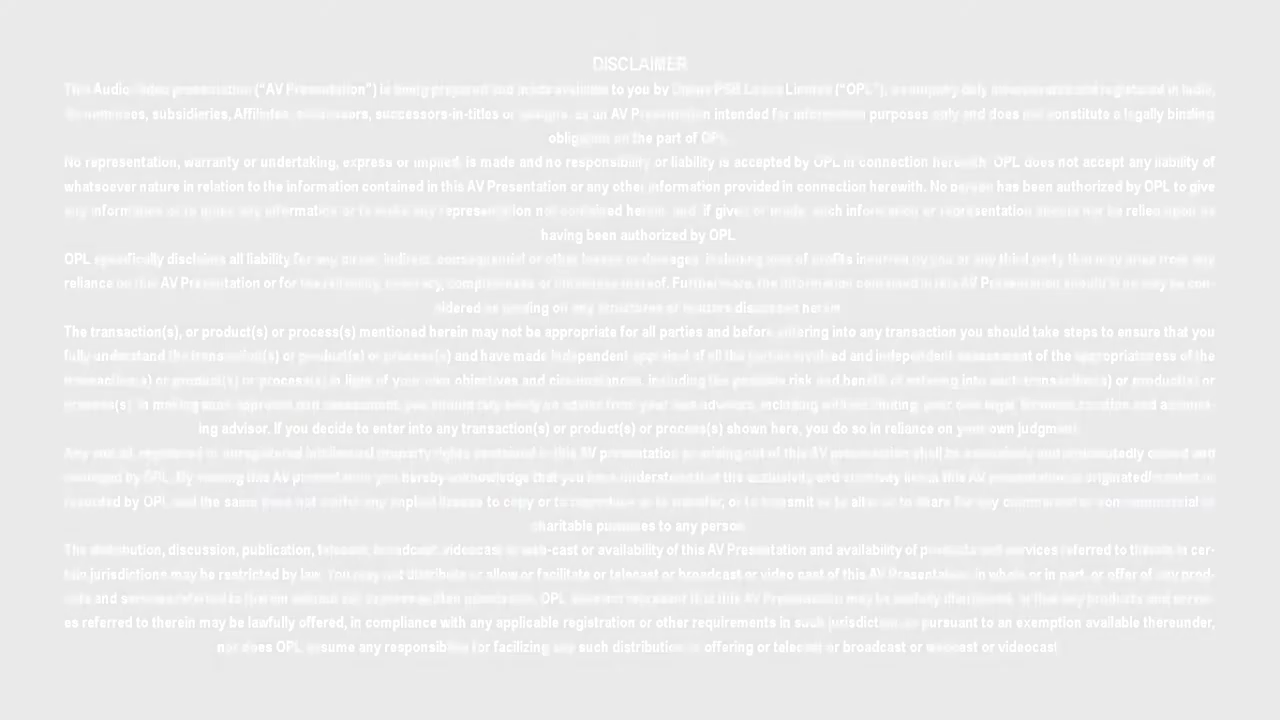 DISCLAIMER
This Audio Video presentation (“AV Presentation”) is being prepared and made available to you by Online PSB Loans Limited (“OPL”), a company duly incorporated and registered in India,
subsidieries, Affiliates, successors-in-titles or assigns, as an AV Presentation intended for information purposes only and does not constitute a legally binding
obligation on the part of OPL.
No representation, warranty or undertaking, express or implied, is made and no responsibility or liability is accepted by OPL in connection herewith. OPL does not accept any liability of
whatsoever nature in relation to the information contained in this AV Presentation or any other information provided in connection herewith. No person has been authorized by OPL to give
any information or to make any information or to make any representation not contained herein, and, if given or made, such information or representation should not be relied upon as
having been authorized by OPL.
OPL specifically disclaims all liability for any direct, indirect, consequential or other losses or damages, including loss of profits incurred by you or any third party that may arise from any
reliance on this AV Presentation or for the reliability, accuracy, completeness or timeliness thereof. Furthermore, the information contained in this AV Presentation should in no way be con-
sidered as binding on any structures or matters discussed herein.
The transaction(s), or product(s) or process(s) mentioned herein may not be appropriate for all parties and before entering into any transaction you should take steps to ensure that you
fully understand the transaction(s) or product(s) or process(s) and have made independent appraisal of all the parties involved and independent assessment of the appropriateness of the
transaction(s) or product(s) or process(s) in light of your own objectives and circumstances, including the possible risk and benefit of entering into such transaction(s) or product(s) or
process(s). In making such appraisal and assessment, you should rely solely on advice from your own advisors, including without limiting, your own legal, taxation and account-
ing advisor. If you decide to enter into any transaction(s) or product(s) or process(s) shown here, you do so in reliance on your own judgment.
Any and all registered or unregistered intellectual property rights contained in this AV presentation or arising out of this AV presentation shall be exclusively and owned and
by OPL. By viewing this AV presentation you hereby acknowledge that you have understood that the exclusivity and in this AV presentation is originated/created or
recorded by OPL and the same does not confer any implied license to copy or to reproduce or to transfer, or to transmit or to alter or to share for any commercial or non-commercial or
charitable purposes to any person.
The distribution, discussion, publication, telecast, broadcast, videocast or web-cast or availability of this AV Presentation and availability of products and services referred to therein in cer-
tain jurisdictions may be restricted by law. You may not distribute or allow or facilitate or telecast or broadcast or video cast of this AV Presentation, in whole or in part, or offer of any prod-
ucts and services referred to therein without our express written permission. OPL does not represent that this AV Presentation may be lawfully distributed, or that any products and servic-
es referred to therein may be lawfully offered, in compliance with any applicable registration or other requirements in such jurisdiction, or pursuant to an exemption available thereunder,
nor does OPL assume any responsibility for facilizing any such distribution or offering or telecast or broadcast or webcast or videocast.